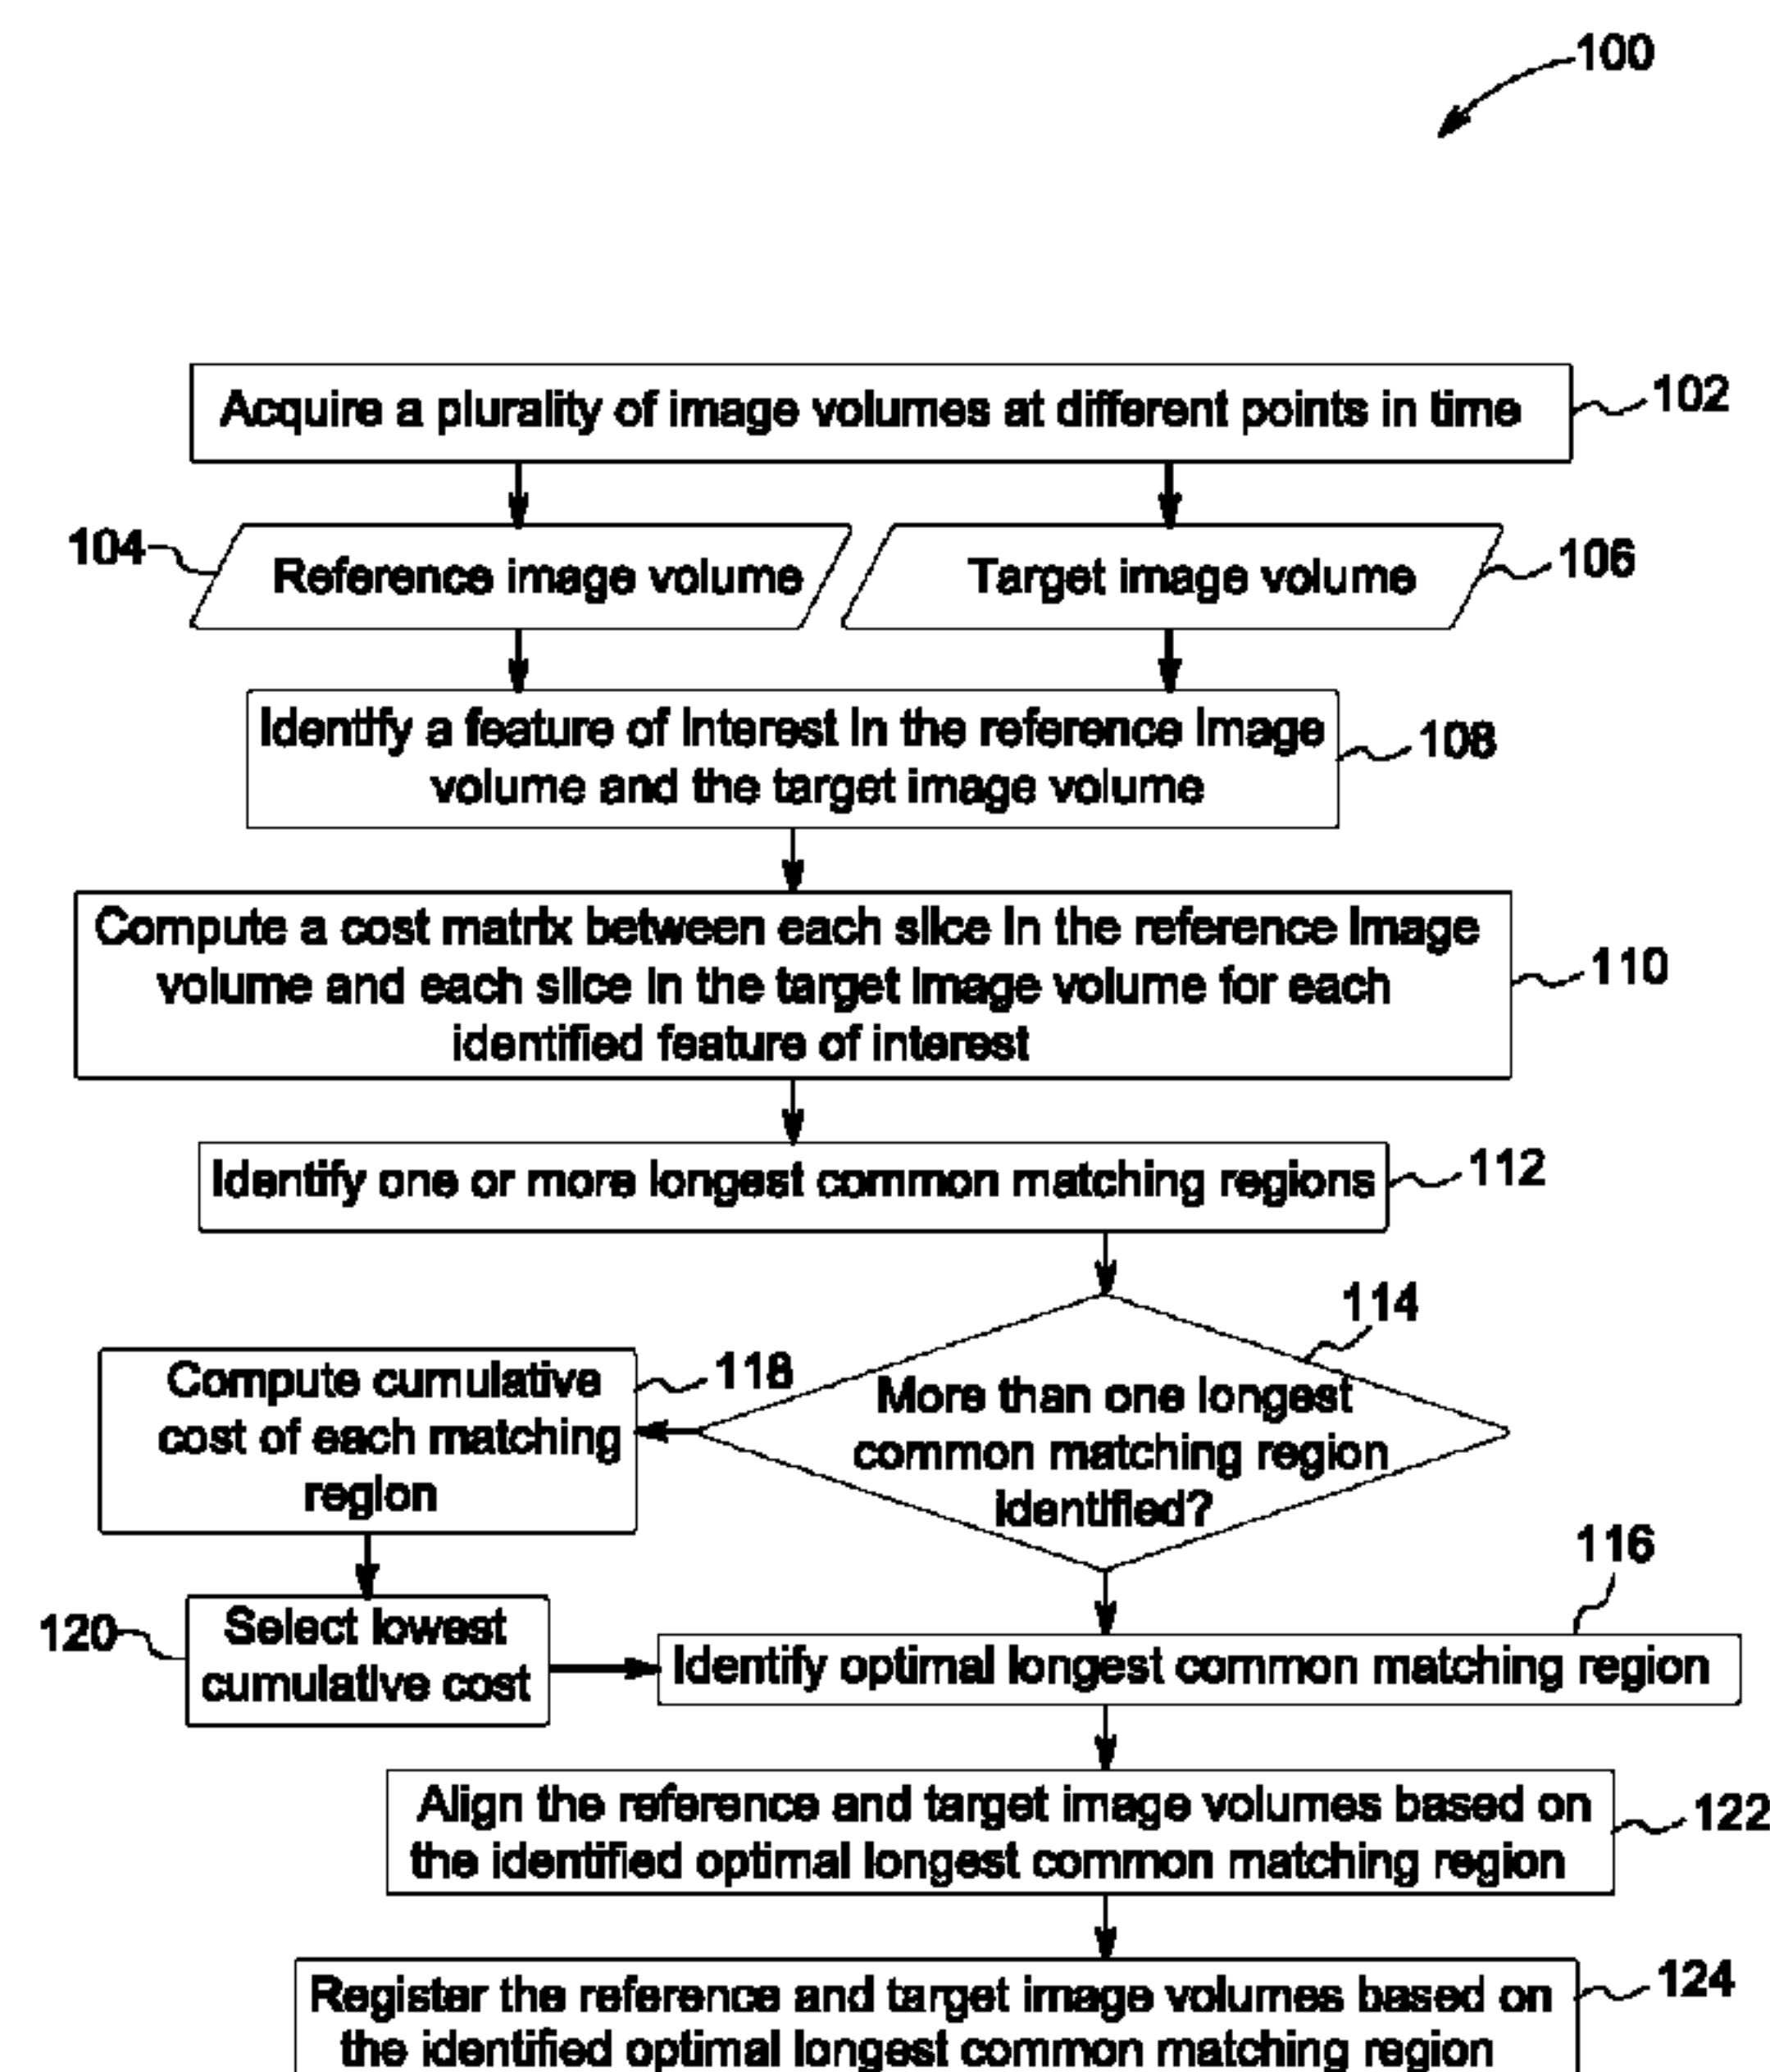 100
Acquire a plurality of image volumes at different points in time
102
104
Reference image volume
Target image volume
106
Identify a feature of interest in the reference image
volume and the target image volume
108
Compute a cost matrix between each slice in the reference image
volume and each slice in the target image volume for each
identified feature of interest
110
Identify one or more longest common matching regions
112
114
More than one longest
common matching region
identified?
118
Compute cumulative
cost of each matching
region
116
120
Select lowest
cumulative cost
Identify optimal longest common matching region
Align the reference and target image volumes based on
the identified optimal longest common matching region
122
Register the reference and target image volumes based on
the identified optimal longest common matching region
124